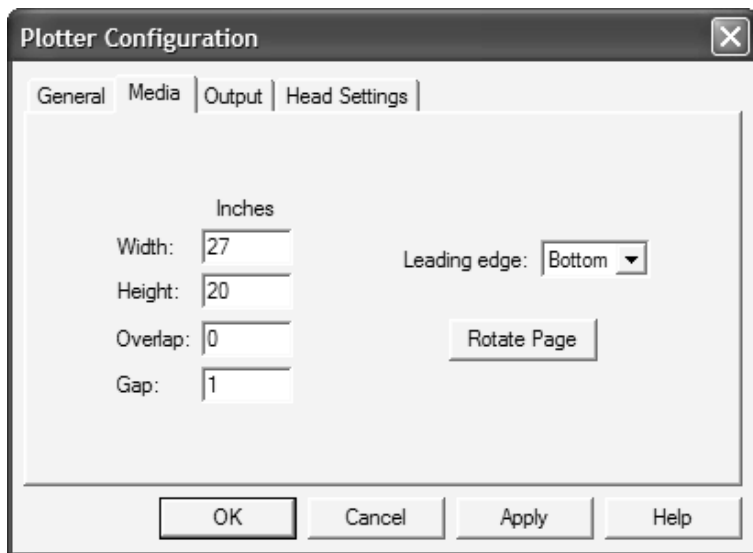 Plotter Configuration
General Media Output Head Settings
Inches
Width: 27
Leading edge: Bottom
Height: 20
Overlap: 0
Rotate Page
Gap: 1
OK Cancel Apply Help